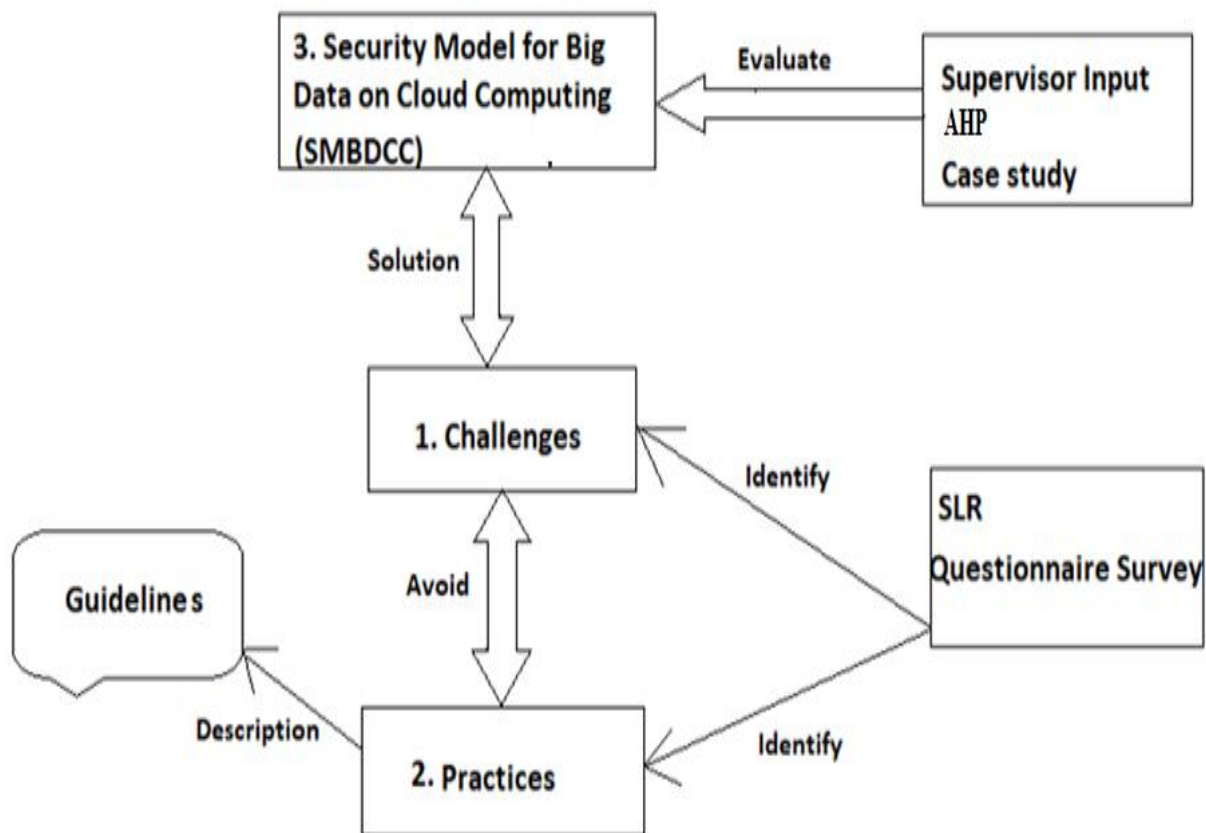 3. Security Model for Big
Data on Cloud Computing
(SMBDCC)
Evaluate
Supervisor Input
AHP
Case study
Solution
1. Challenges
Identify
SLR
Questionnaire Survey
Avoid
Guidelines
Description
2. Practices
Identify